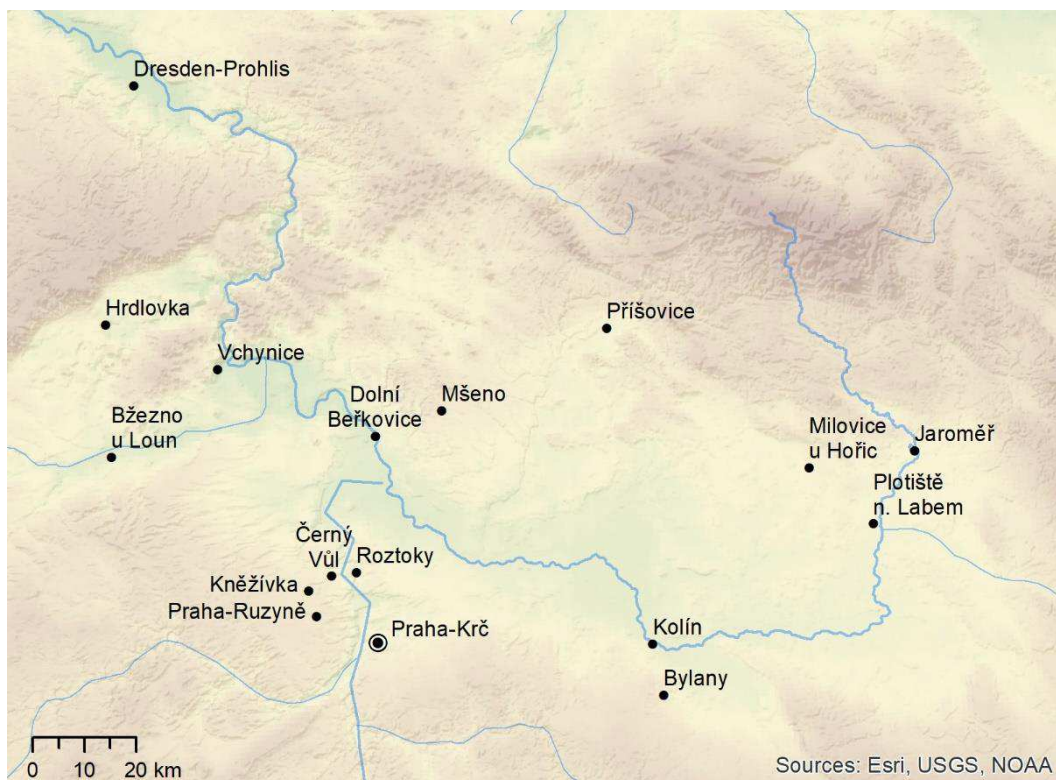 Dresden-Prohlis
Hrdlovka
Příšovice
Vchynice
Dolní
Beřkovice
Mšeno
Bžezno
u Loun
Milovice
u Hořic
Jaroměř
Plotiště
n. Labem
Černý
Vůl
Roztoky
Kněžívka
Praha-Ruzyně
Praha-Krč
Kolín
Bylany
0 10 20 km
Sources: Esri, USGS, NOAA